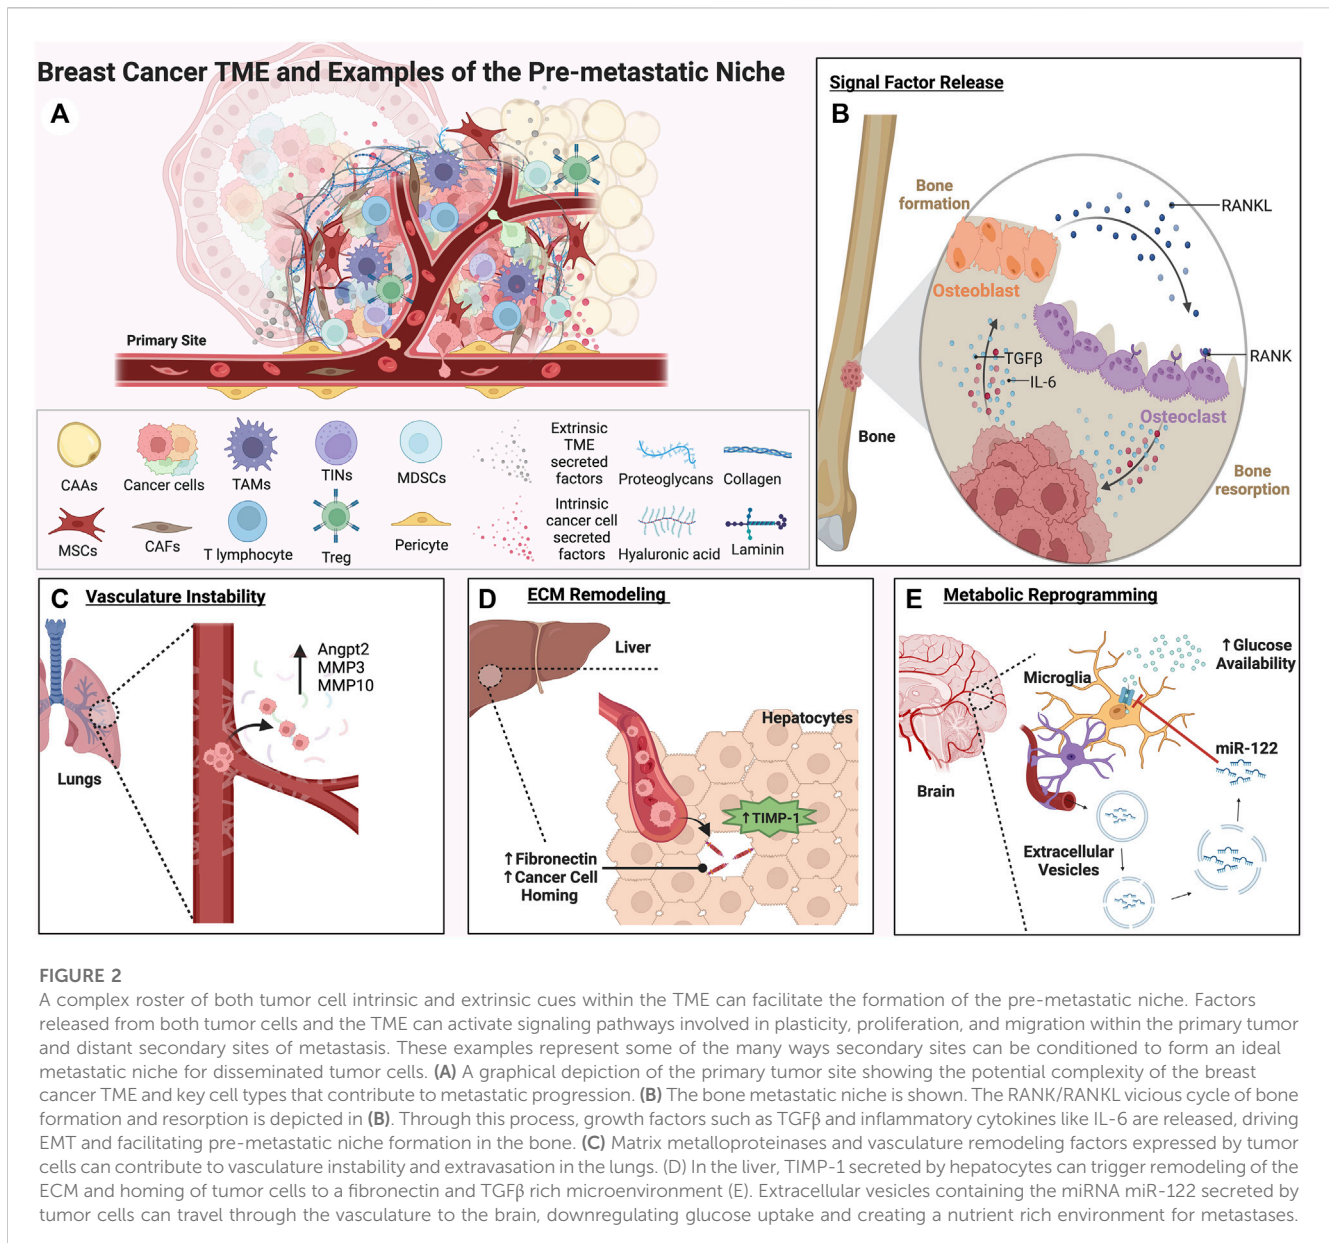 Breast Cancer TME and Examples of the Pre-metastatic Niche
A
Primary Site
CAAs
Cancer cells
TAMs
TINs
MDSCs
Extrinsic
TME
secreted
factors
Proteoglycans
Collagen
MSCs
CAFs
T lymphocyte
Treg
Pericyte
Intrinsic
cancer cell
secreted
factors
Hyaluronic acid
Laminin
Signal Factor Release
B
Bone
formation
RANKL
Osteoblast
TGFβ
IL-6
RANK
Osteoclast
Bone
Bone
resorption
C
Vasculature Instability
Angpt2
MMP3
MMP10
Lungs
D
ECM Remodeling
Liver
Hepatocytes
↑TIMP-1
↑Fibronectin
↑Cancer Cell
Homing
E
Metabolic Reprogramming
↑Glucose
Availability
Microglia
miR-122
Brain
Extracellular
Vesicles
FIGURE 2
A complex roster of both tumor cell intrinsic and extrinsic cues within the TME can facilitate the formation of the pre-metastatic niche. Factors
released from both tumor cells and the TME can activate signaling pathways involved in plasticity, proliferation, and migration within the primary tumor
and distant secondary sites of metastasis. These examples represent some of the many ways secondary sites can be conditioned to form an ideal
metastatic niche for disseminated tumor cells. (A) A graphical depiction of the primary tumor site showing the potential complexity of the breast
cancer TME and key cell types that contribute to metastatic progression. (B) The bone metastatic niche is shown. The RANK/RANKL vicious cycle of bone
formation and resorption is depicted in (B). Through this process, growth factors such as TGFβ and inflammatory cytokines like IL-6 are released, driving
EMT and facilitating pre-metastatic niche formation in the bone. (C) Matrix metalloproteinases and vasculature remodeling factors expressed by tumor
cells can contribute to vasculature instability and extravasation in the lungs. (D) In the liver, TIMP-1 secreted by hepatocytes can trigger remodeling of the
ECM and homing of tumor cells to a fibronectin and TGFβ rich microenvironment (E). Extracellular vesicles containing the miRNA miR-122 secreted by
tumor cells can travel through the vasculature to the brain, downregulating glucose uptake and creating a nutrient rich environment for metastases.